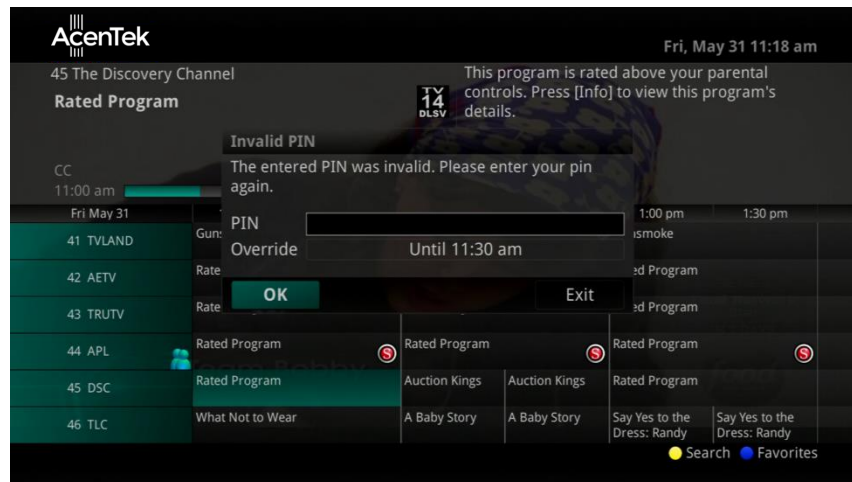 AcenTek
Fri, May 31 11:18 am
45 The Discovery Channel
Rated Program
TV
14
DLSV
This program is rated above your parental
controls. Press [Info] to view this program's
details.
Invalid PIN
The entered PIN was invalid. Please enter your pin
again.
PIN
Override Until 11:30 am
OK Exit
CC
11:00 am
Fri May 31 1:00 pm 1:30 pm
41 TVLAND
42 AETV
43 TRUTV
44 APL Rated Program S Rated Program S Rated Program S
45 DSC Rated Program Auction Kings Auction Kings Rated Program
46 TLC What Not to Wear A Baby Story A Baby Story Say Yes to the Say Yes to the
Dress: Randy Dress: Randy
Search Favorites